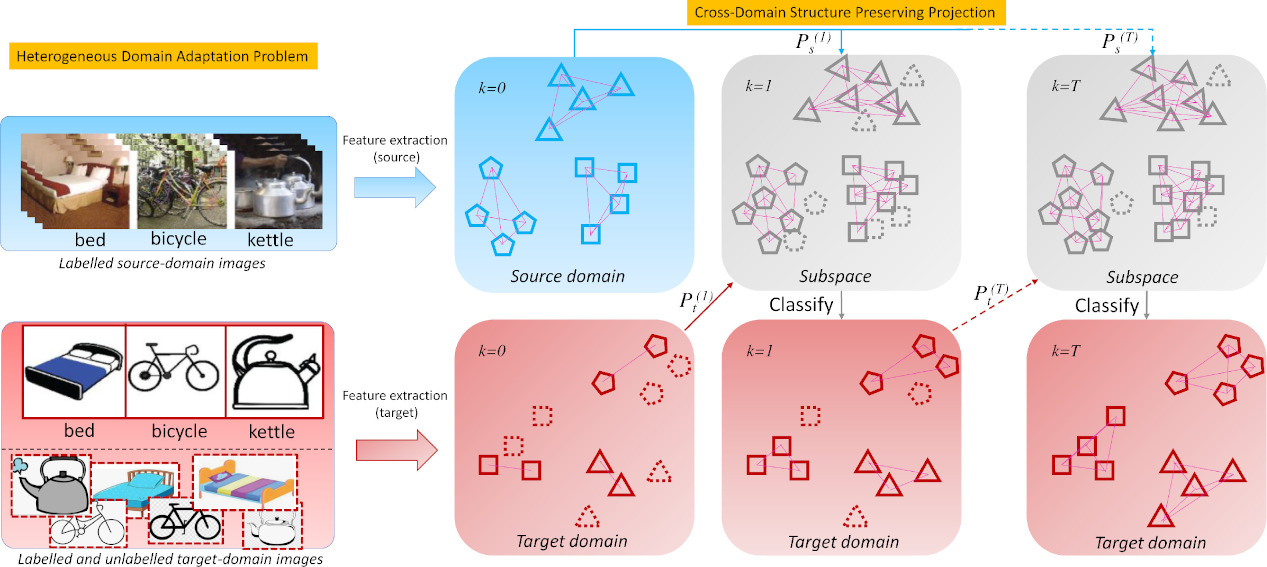 Cross-Domain Structure Preserving Projection
Heterogeneous Domain Adaptation Problem
P_s^(1)
P_s^(T)
k=0
k=1
k=T
Feature extraction
(source)
bed bicycle kettle
Labelled source-domain images
Source domain
Subspace
Subspace
P_t^(1)
Classify
P_t^(T)
Classify
k=0
k=1
k=T
Feature extraction
(target)
bed bicycle kettle
Target domain
Target domain
Target domain
Labelled and unlabelled target-domain images